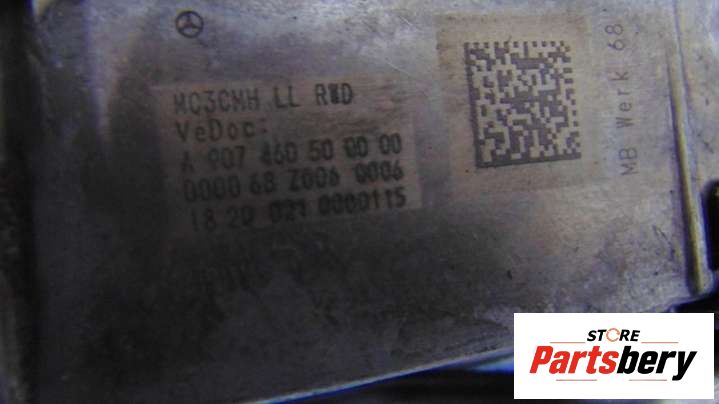 MC3CMH LL RWD
VeDoc:
A 907 460 50 00 00
0000 68 Z006 0006
18 20 021 0000115
MB Werk 68
STORE
Partsbery